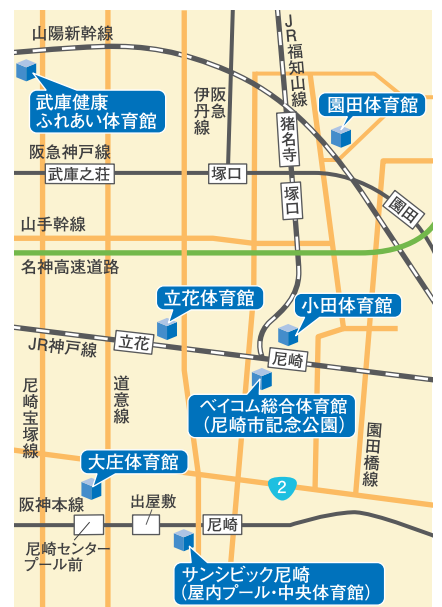 山陽新幹線
JR福知山線
武庫健康
ふれあい体育館
阪急
伊丹線
園田体育館
猪名寺
阪急神戸線
武庫之荘
塚口
塚口
園田
山手幹線
名神高速道路
立花体育館
小田体育館
立花
JR神戸線
尼崎
尼崎宝塚線
道意線
ベイコム総合体育館
(尼崎市記念公園)
園田橋線
大庄体育館
2
阪神本線
出屋敷
尼崎
尼崎センター
プール前
サンシビック尼崎
(屋内プール・中央体育館)